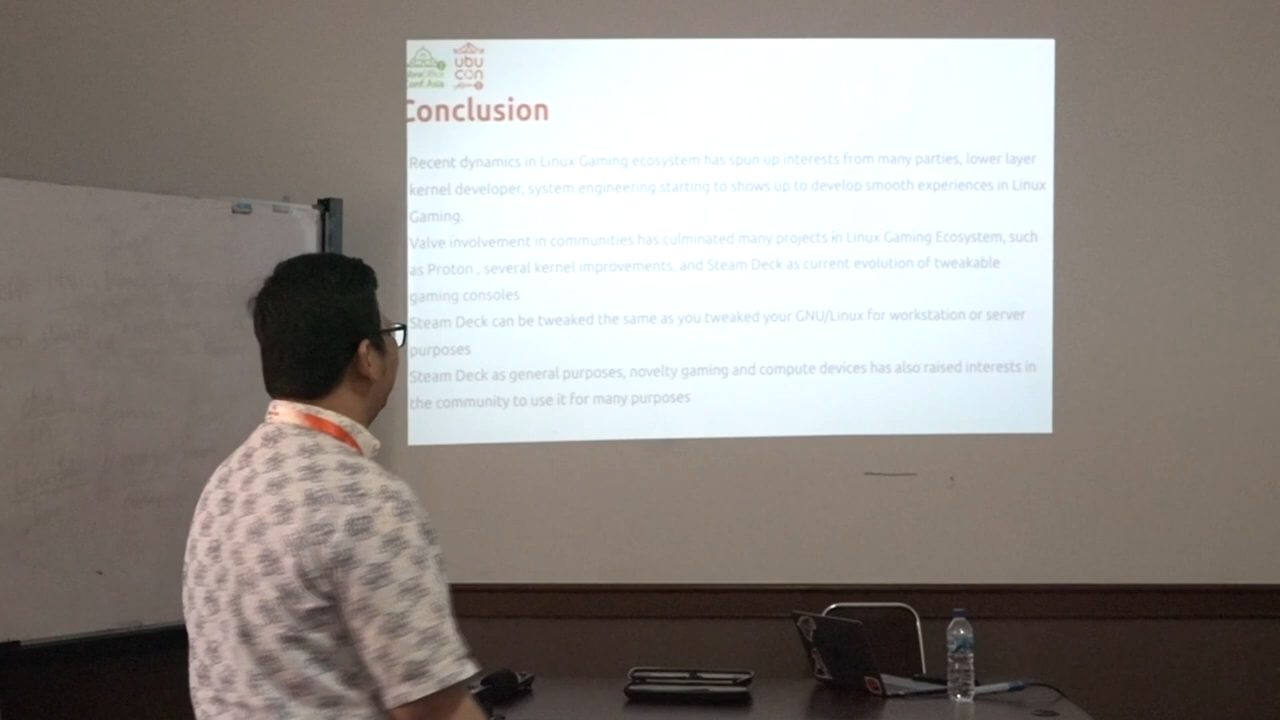 Conf.Asia
ubu
con
Conclusion
Recent dynamics in Linux Gaming ecosystem has spun up interests from many parties, lower layer
kernel developer, system engineering starting to shows up to develop smooth experiences in Linux
Gaming.
Valve involvement in communities has culminated many projects in Linux Gaming Ecosystem, such
as Proton , several kernel improvements, and Steam Deck as current evolution of tweakable
gaming consoles
Steam Deck can be tweaked the same as you tweaked your GNU/Linux for workstation or server
purposes
Steam Deck as general purposes, novelty gaming and compute devices has also raised interests in
the community to use it for many purposes